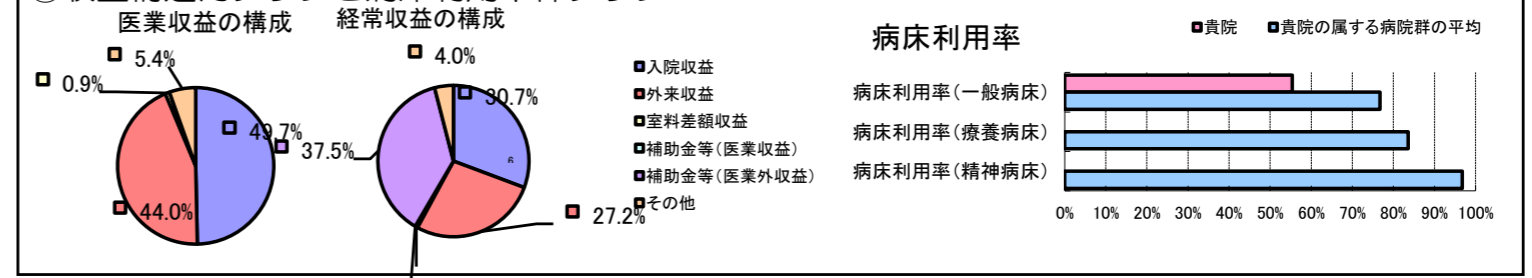 医業収益の構成
5.4%
0.9%
49.7%
44.0%
経常収益の構成
4.0%
30.7%
37.5%
27.2%
入院収益
外来収益
室料差額収益
補助金等(医業収益)
補助金等(医業外収益)
その他
病床利用率
貴院 貴院の属する病院群の平均
病床利用率(一般病床)
病床利用率(療養病床)
病床利用率(精神病床)
0% 10% 20% 30% 40% 50% 60% 70% 80% 90% 100%